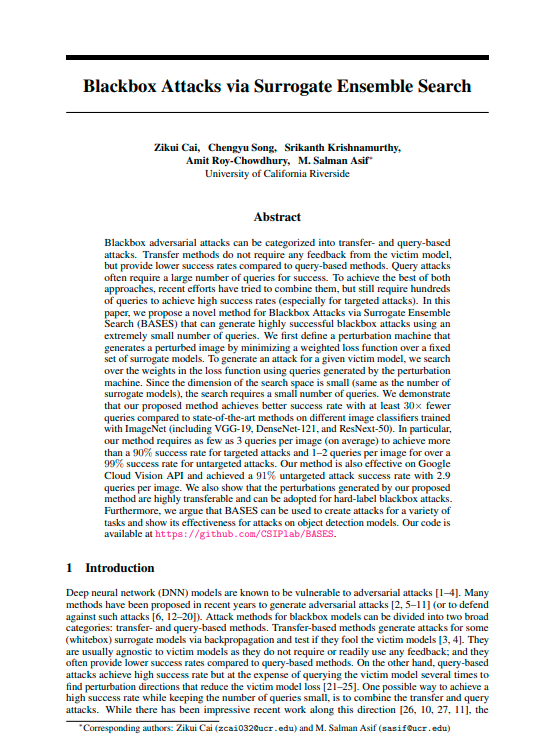 Blackbox Attacks via Surrogate Ensemble Search
Zikui Cai, Chengyu Song, Srikanth Krishnamurthy,
Amit Roy-Chowdhury, M. Salman Asif*
University of California Riverside
Abstract
Blackbox adversarial attacks can be categorized into transfer- and query-based
attacks. Transfer methods do not require any feedback from the victim model,
but provide lower success rates compared to query-based methods. Query attacks
often require a large number of queries for success. To achieve the best of both
approaches, recent efforts have tried to combine them, but still require hundreds
of queries to achieve high success rates (especially for targeted attacks). In this
paper, we propose a novel method for Blackbox Attacks via Surrogate Ensemble
Search (BASES) that can generate highly successful blackbox attacks using an
extremely small number of queries. We first define a perturbation machine that
generates a perturbed image by minimizing a weighted loss function over a fixed
set of surrogate models. To generate an attack for a given victim model, we search
over the weights in the loss function using queries generated by the perturbation
machine. Since the dimension of the search space is small (same as the number of
surrogate models), the search requires a small number of queries. We demonstrate
that our proposed method achieves better success rate with at least 30× fewer
queries compared to state-of-the-art methods on different image classifiers trained
with ImageNet (including VGG-19, DenseNet-121, and ResNext-50). In particular,
our method requires as few as 3 queries per image (on average) to achieve more
than a 90% success rate for targeted attacks and 1–2 queries per image for over a
99% success rate for untargeted attacks. Our method is also effective on Google
Cloud Vision API and achieved a 91% untargeted attack success rate with 2.9
queries per image. We also show that the perturbations generated by our proposed
method are highly transferable and can be adopted for hard-label blackbox attacks.
Furthermore, we argue that BASES can be used to create attacks for a variety of
tasks and show its effectiveness for attacks on object detection models. Our code is
available at https://github.com/CSIPlab/BASES.
1 Introduction
Deep neural network (DNN) models are known to be vulnerable to adversarial attacks [1–4]. Many
methods have been proposed in recent years to generate adversarial attacks [2, 5–11] (or to defend
against such attacks [6, 12–20]). Attack methods for blackbox models can be divided into two broad
categories: transfer- and query-based methods. Transfer-based methods generate attacks for some
(whitebox) surrogate models via backpropagation and test if they fool the victim models [3, 4]. They
are usually agnostic to victim models as they do not require or readily use any feedback; and they
often provide lower success rates compared to query-based methods. On the other hand, query-based
attacks achieve high success rate but at the expense of querying the victim model several times to
find perturbation directions that reduce the victim model loss [21–25]. One possible way to achieve a
high success rate while keeping the number of queries small, is to combine the transfer and query
attacks. While there has been impressive recent work along this direction [26, 10, 27, 11], the
*Corresponding authors: Zikui Cai (zcai032@ucr.edu) and M. Salman Asif (sasif@ucr.edu)